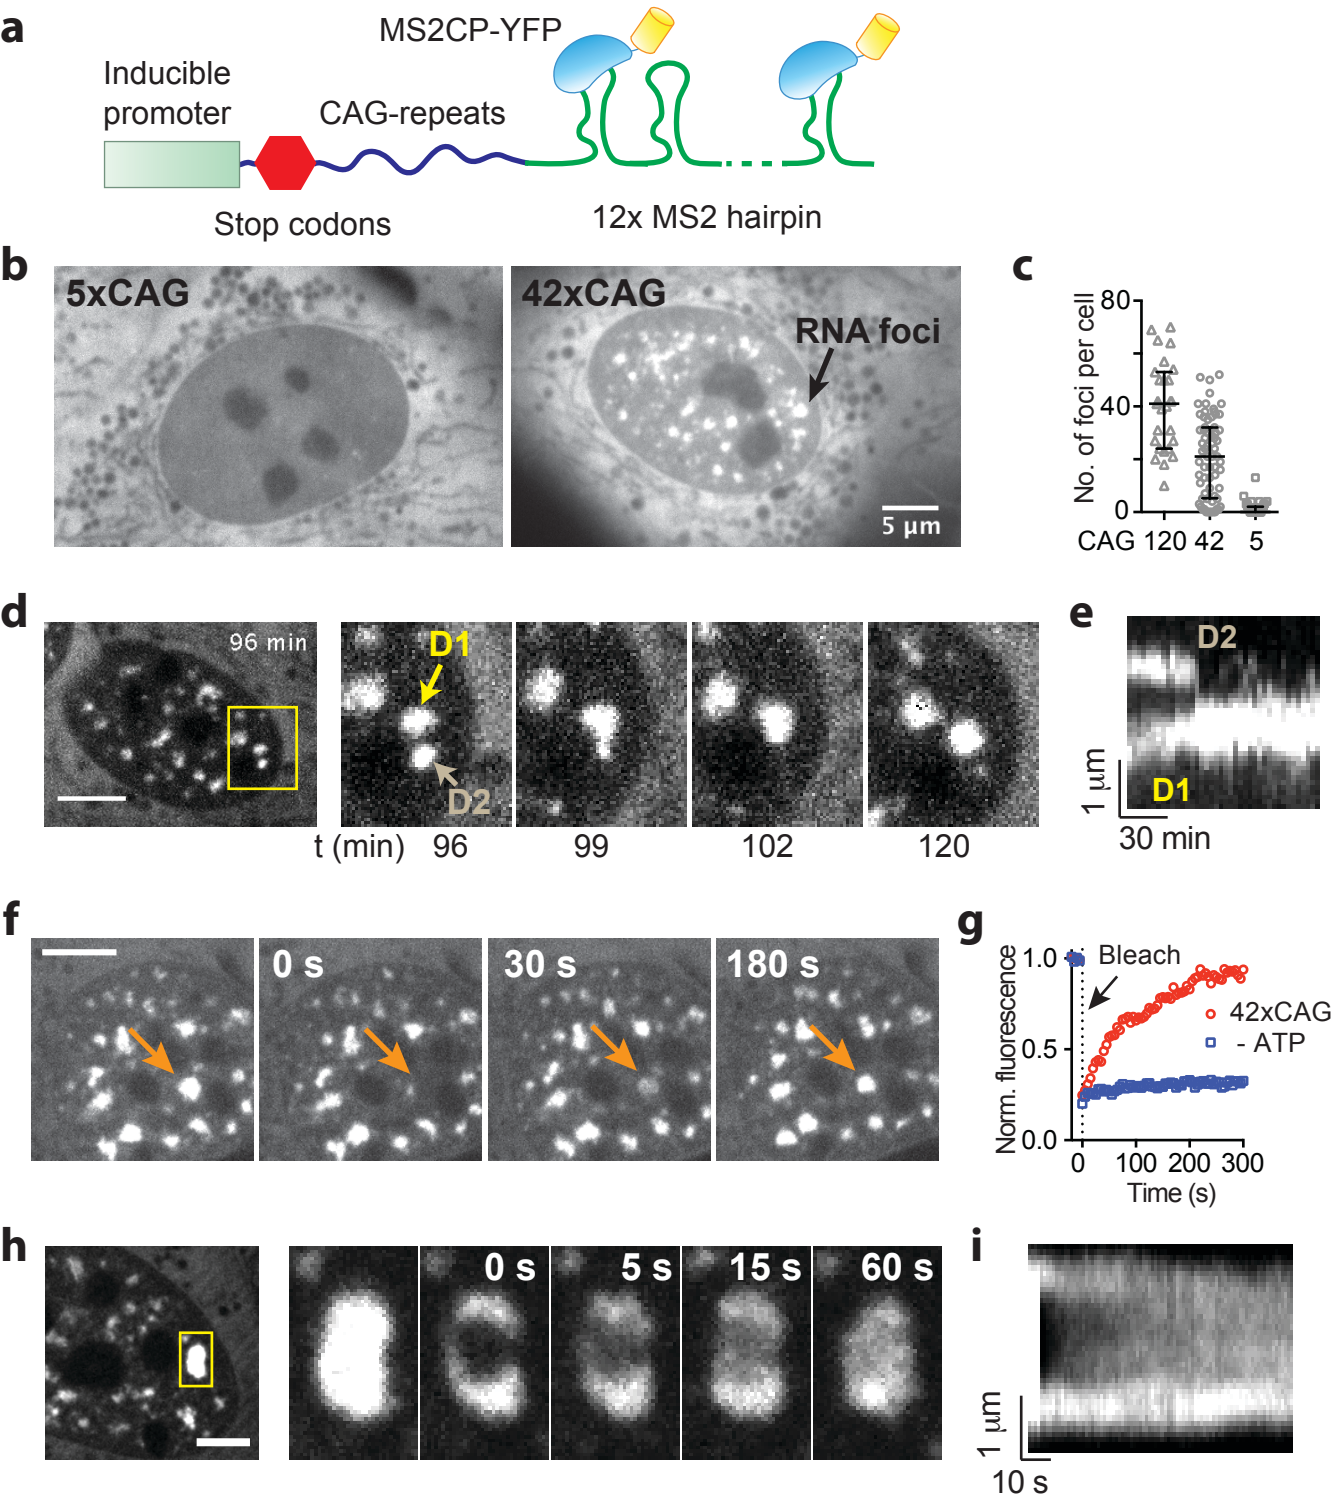 a
MS2CP-YFP
Inducible
promoter
CAG-repeats
Stop codons
12x MS2 hairpin
b
5xCAG
42xCAG
RNA foci
5 µm
c
No. of foci per cell
80
40
0
CAG 120 42 5
d
96 min
D1
D2
t (min) 96 99 102 120
e
D2
D1
1 µm
30 min
f
0 s
30 s
180 s
g
Norm. fluorescence
1.0
0.5
0.0
Bleach
42xCAG
- ATP
0 100 200 300
Time (s)
h
0 s
5 s
15 s
60 s
i
1 µm
10 s